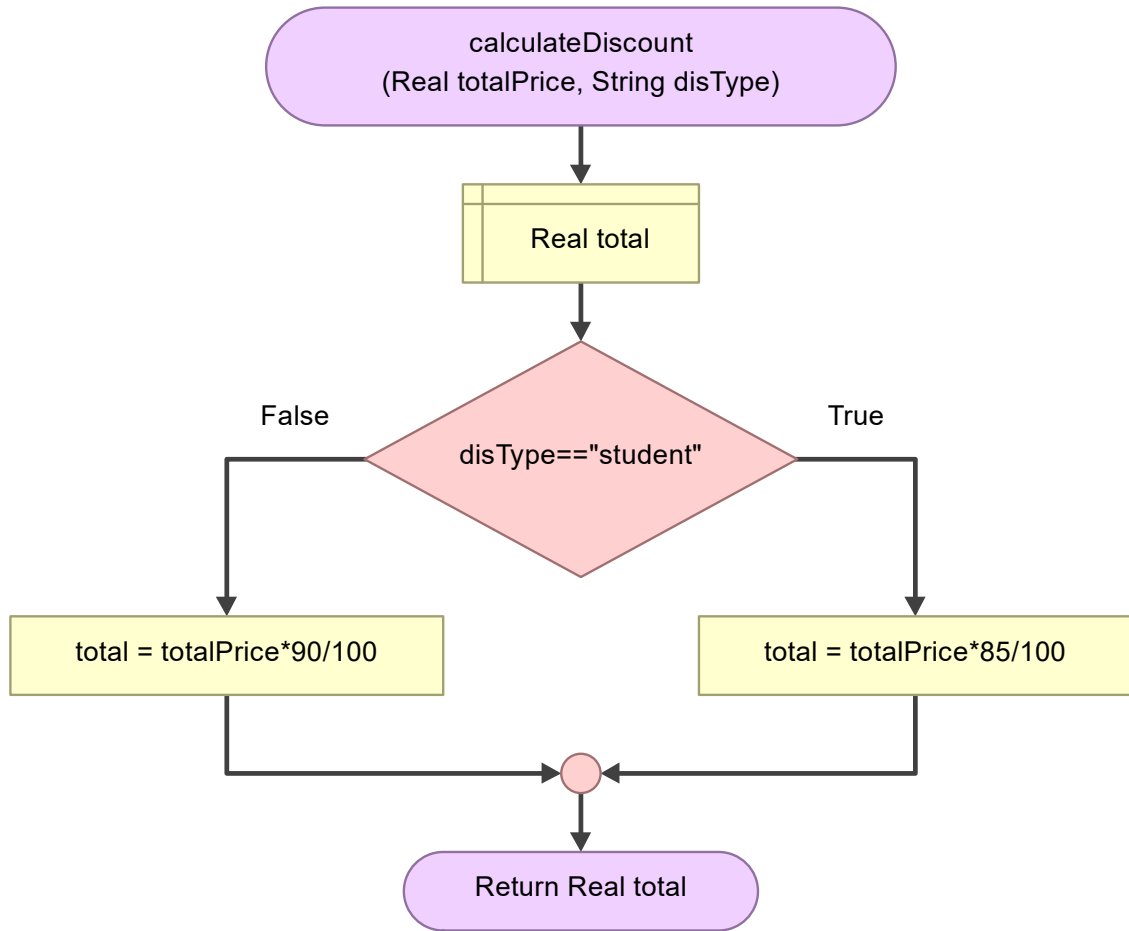 calculateDiscount
(Real totalPrice, String disType)
Real total
False
True
disType=="student"
total = totalPrice*90/100
total = totalPrice*85/100
Return Real total